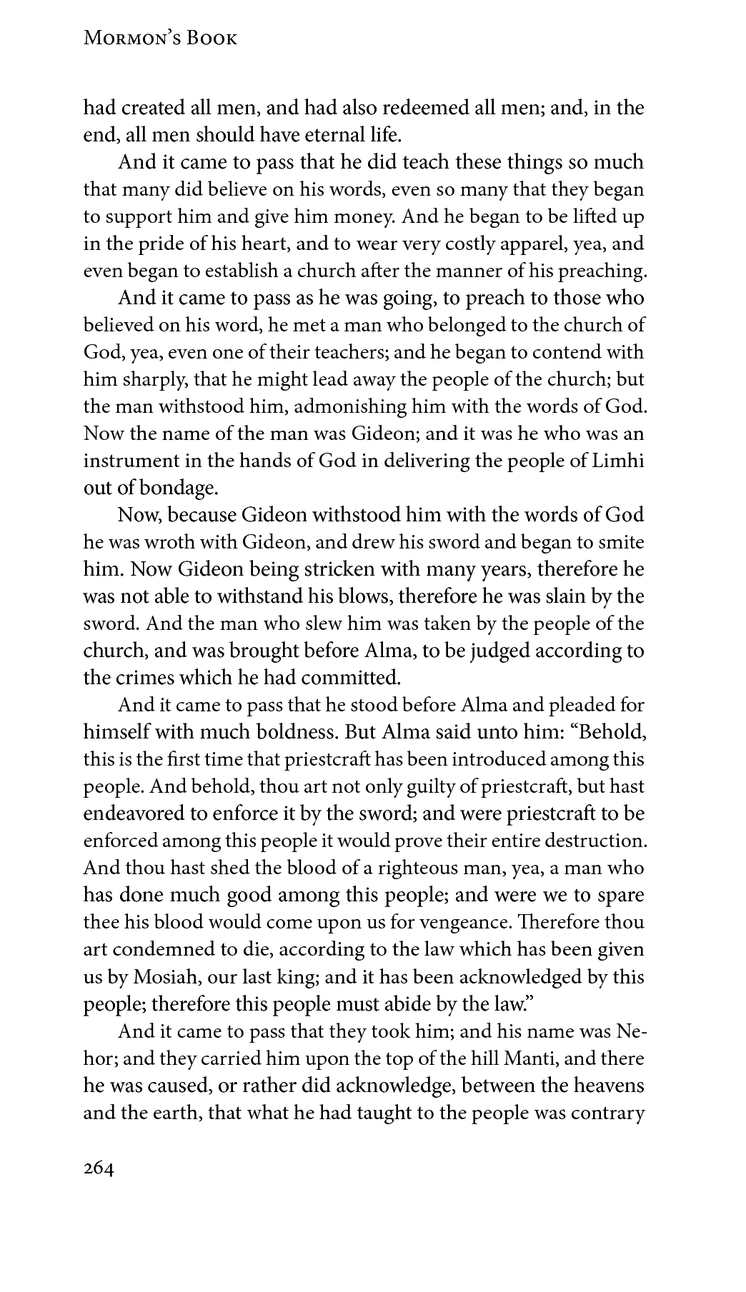 Mormon’s Book
had created all men, and had also redeemed all men; and, in the
end, all men should have eternal life.
And it came to pass that he did teach these things so much
that many did believe on his words, even so many that they began
to support him and give him money. And he began to be lifted up
in the pride of his heart, and to wear very costly apparel, yea, and
even began to establish a church after the manner of his preaching.
And it came to pass as he was going, to preach to those who
believed on his word, he met a man who belonged to the church of
God, yea, even one of their teachers; and he began to contend with
him sharply, that he might lead away the people of the church; but
the man withstood him, admonishing him with the words of God.
Now the name of the man was Gideon; and it was he who was an
instrument in the hands of God in delivering the people of Limhi
out of bondage.
Now, because Gideon withstood him with the words of God
he was wroth with Gideon, and drew his sword and began to smite
him. Now Gideon being stricken with many years, therefore he
was not able to withstand his blows, therefore he was slain by the
sword. And the man who slew him was taken by the people of the
church, and was brought before Alma, to be judged according to
the crimes which he had committed.
And it came to pass that he stood before Alma and pleaded for
himself with much boldness. But Alma said unto him: “Behold,
this is the first time that priestcraft has been introduced among this
people. And behold, thou art not only guilty of priestcraft, but hast
endeavored to enforce it by the sword; and were priestcraft to be
enforced among this people it would prove their entire destruction.
And thou hast shed the blood of a righteous man, yea, a man who
has done much good among this people; and were we to spare
thee his blood would come upon us for vengeance. Therefore thou
art condemned to die, according to the law which has been given
us by Mosiah, our last king; and it has been acknowledged by this
people; therefore this people must abide by the law.”
And it came to pass that they took him; and his name was Ne-
hor; and they carried him upon the top of the hill Manti, and there
he was caused, or rather did acknowledge, between the heavens
and the earth, that what he had taught to the people was contrary
264